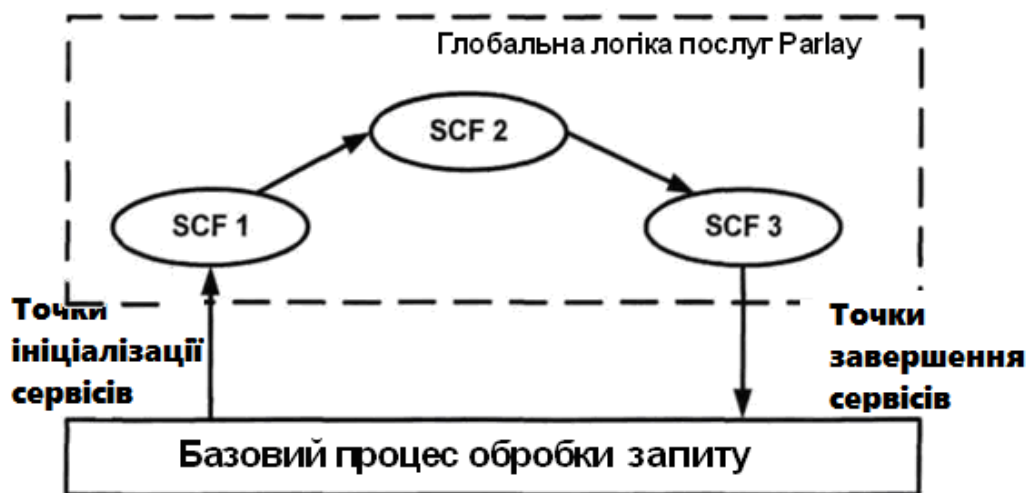 Глобальна логіка послуг Parlay
SCF 2
SCF 1
SCF 3
Точки
ініціалізації
сервісів
Точки
завершення
сервісів
Базовий процес обробки запиту